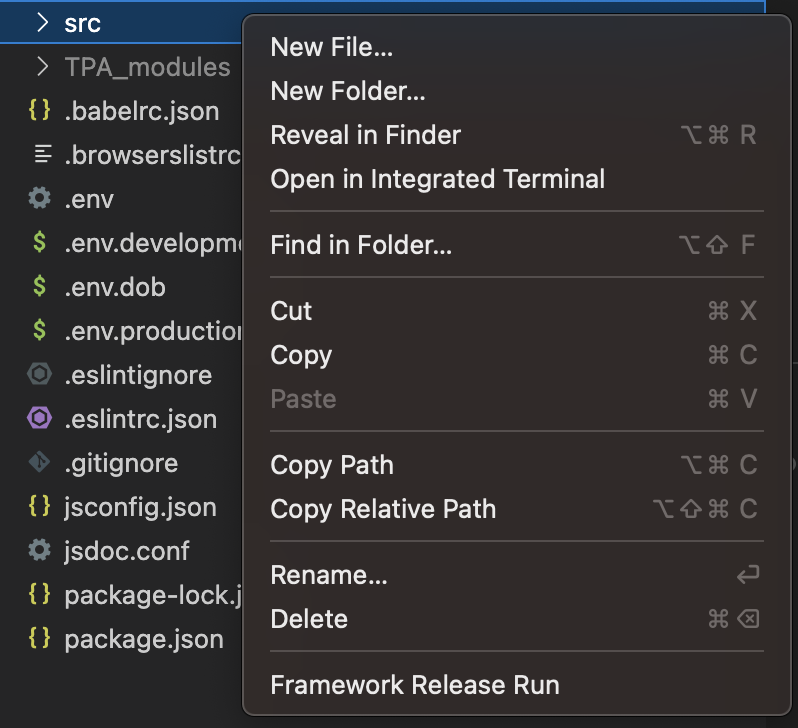 src
TPA_modules
.babelrc.json
.browserslistrc
.env
.env.developme
.env.dob
.env.production
.eslintignore
.eslintrc.json
.gitignore
jsconfig.json
jsdoc.conf
package-lock.j
package.json
New File...
New Folder...
Reveal in Finder ⌥⌘ R
Open in Integrated Terminal
Find in Folder... ⌥⇧ F
Cut ⌘ X
Copy ⌘ C
Paste ⌘ V
Copy Path ⌥⌘ C
Copy Relative Path ⌥⇧⌘ C
Rename... ⏎
Delete ⌘⌫
Framework Release Run